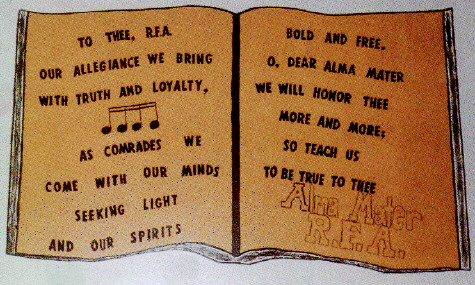 TO THEE, R.F.A.
OUR ALLEGIANCE WE BRING
WITH TRUTH AND LOYALTY,
AS COMRADES WE
COME WITH OUR MINDS
SEEKING LIGHT
AND OUR SPIRITS
BOLD AND FREE.
O, DEAR ALMA MATER
WE WILL HONOR THEE
MORE AND MORE;
SO TEACH US
TO BE TRUE TO THEE
Alma Mater
R.F.A.